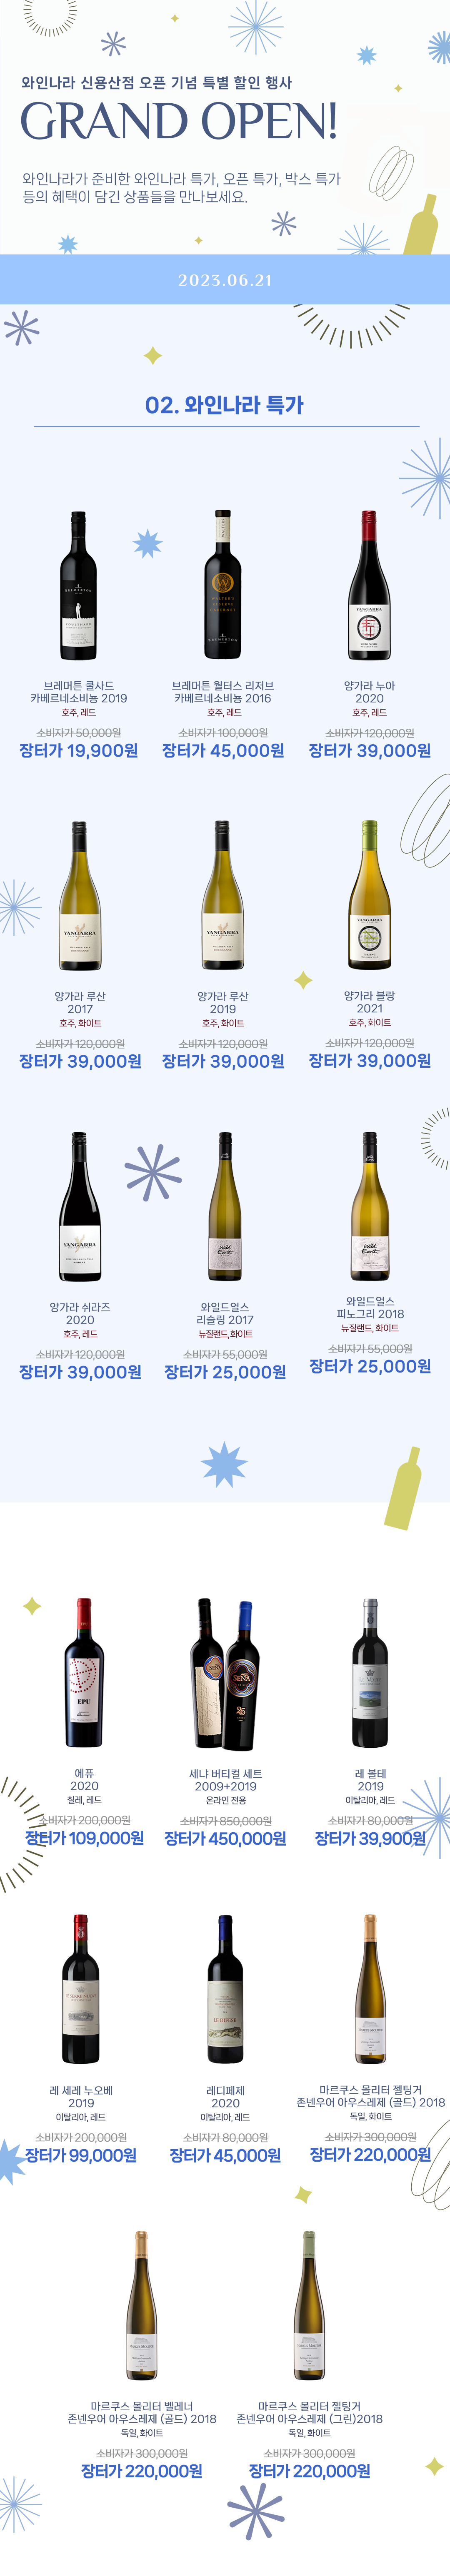 와인나라 신용산점 오픈 기념 특별 할인 행사
GRAND OPEN!
와인나라가 준비한 와인나라 특가, 오픈 특가, 박스 특가
등의 혜택이 담긴 상품들을 만나보세요.
2023.06.21
02. 와인나라 특가
브레머튼 쿨사드
카베르네소비뇽 2019
호주, 레드
소비자가 50,000원
장터가 19,900원
브레머튼 월터스 리저브
카베르네소비뇽 2016
호주, 레드
소비자가 100,000원
장터가 45,000원
YANGARRA
양가라 누아
2020
호주, 레드
소비자가 120,000원
장터가 39,000원
YANGARRA
양가라 루산
2017
호주, 화이트
소비자가 120,000원
장터가 39,000원
YANGARRA
양가라 루산
2019
호주, 화이트
소비자가 120,000원
장터가 39,000원
YANGARRA
양가라 블랑
2021
호주, 화이트
소비자가 120,000원
장터가 39,000원
YANGARRA
양가라 쉬라즈
2020
호주, 레드
소비자가 120,000원
장터가 39,000원
Wild
Earth
와일드얼스
리슬링 2017
뉴질랜드, 화이트
소비자가 55,000원
장터가 25,000원
Wild
Earth
와일드얼스
피노그리 2018
뉴질랜드, 화이트
소비자가 55,000원
장터가 25,000원
EPU
에퓨
2020
칠레, 레드
소비자가 200,000원
장터가 109,000원
SEÑA
SEÑA
25
세냐 버티컬 세트
2009+2019
온라인 전용
소비자가 850,000원
장터가 450,000원
레 볼테
2019
이탈리아, 레드
소비자가 80,000원
장터가 39,900원
레 세레 누오베
2019
이탈리아, 레드
소비자가 200,000원
장터가 99,000원
LE DIFESE
레디페제
2020
이탈리아, 레드
소비자가 80,000원
장터가 45,000원
마르쿠스 몰리터 젤팅거
존넨우어 아우스레제 (골드) 2018
독일, 화이트
소비자가 300,000원
장터가 220,000원
마르쿠스 몰리터 벨레너
존넨우어 아우스레제 (골드) 2018
독일, 화이트
소비자가 300,000원
장터가 220,000원
마르쿠스 몰리터 젤팅거
존넨우어 아우스레제 (그린)2018
독일, 화이트
소비자가 300,000원
장터가 220,000원